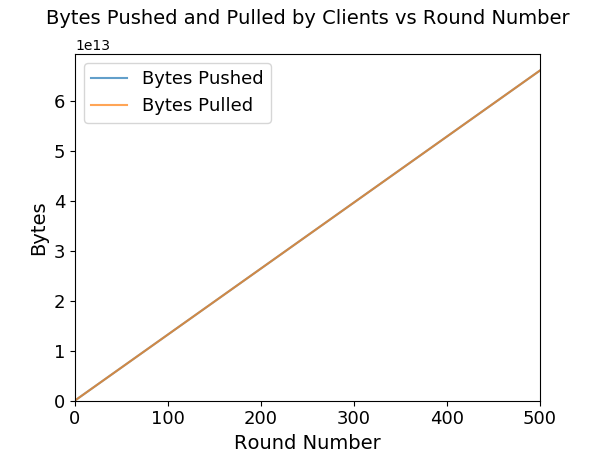 Bytes Pushed and Pulled by Clients vs Round Number
1e13
Bytes Pushed
Bytes Pulled
6
5
4
3
2
1
0
Bytes
0 100 200 300 400 500
Round Number